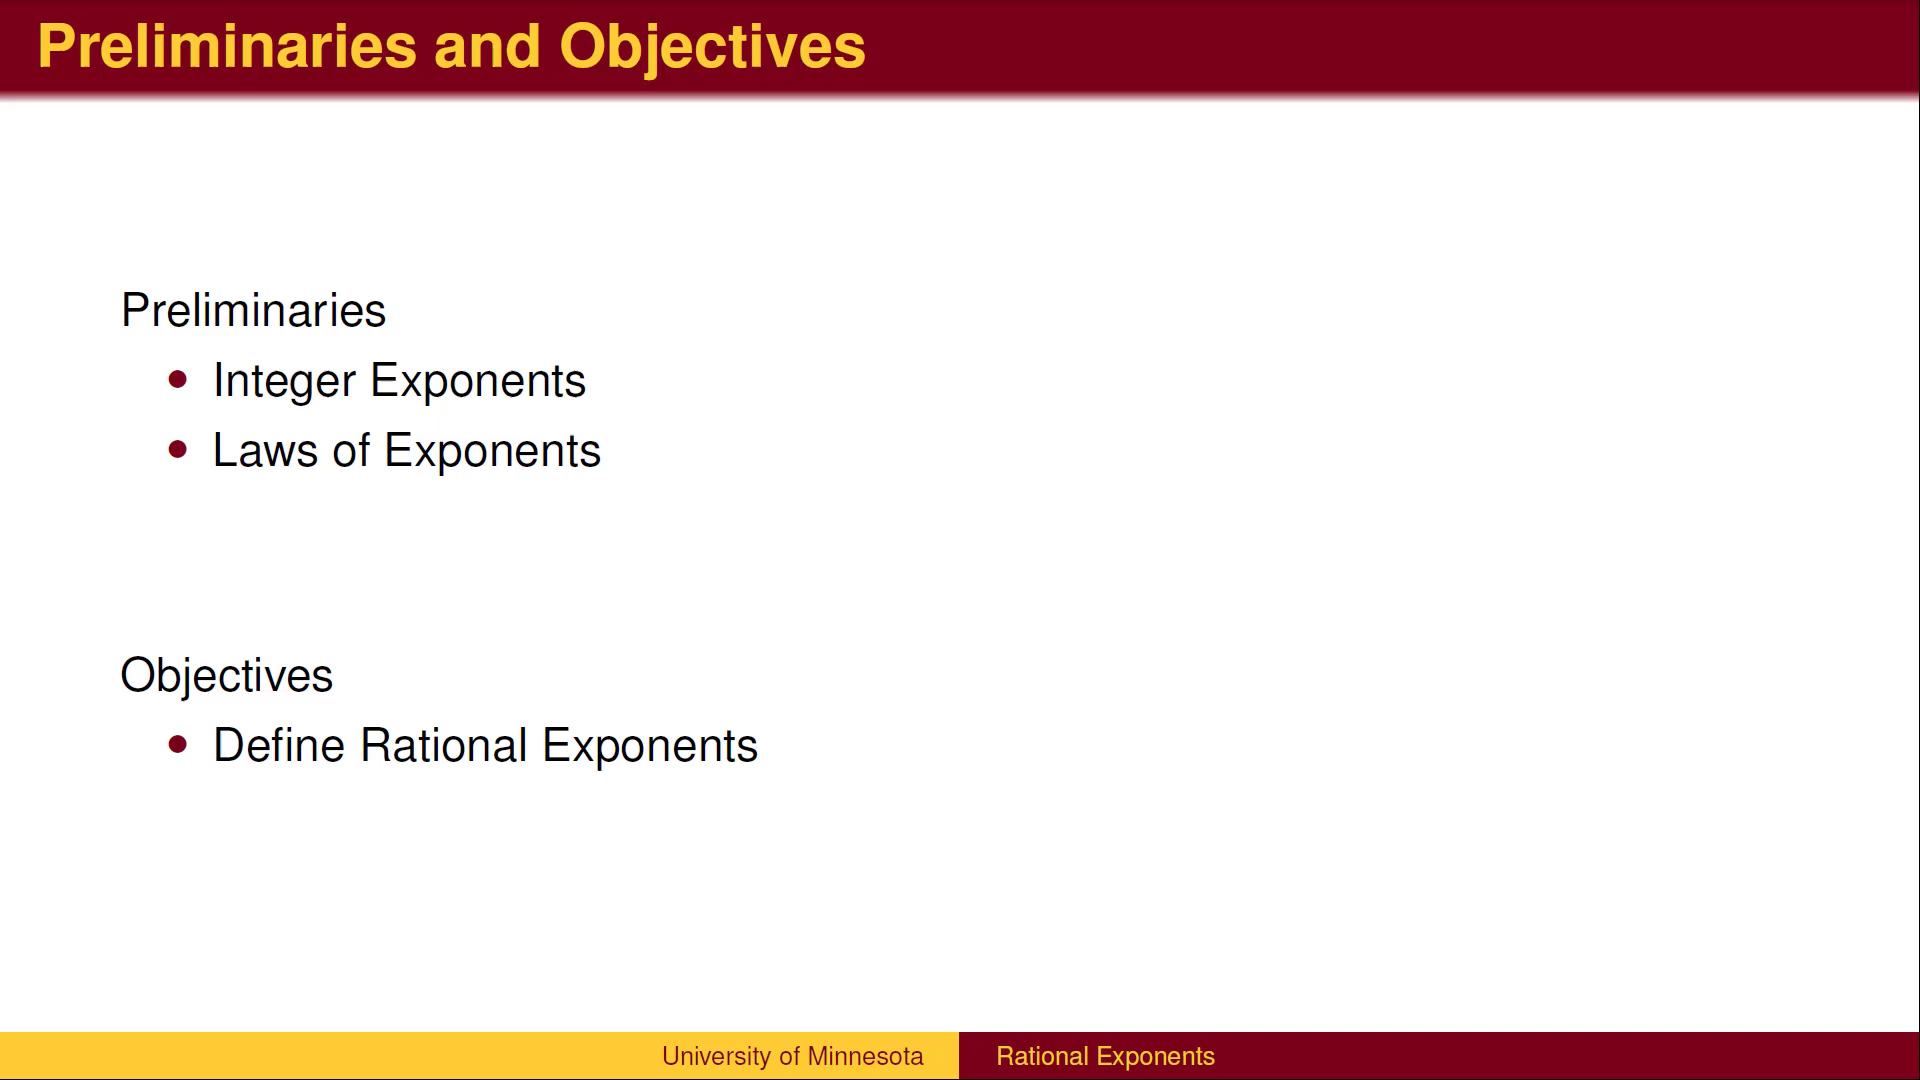 Preliminaries and Objectives
Preliminaries
• Integer Exponents
• Laws of Exponents
Objectives
• Define Rational Exponents
University of Minnesota
Rational Exponents